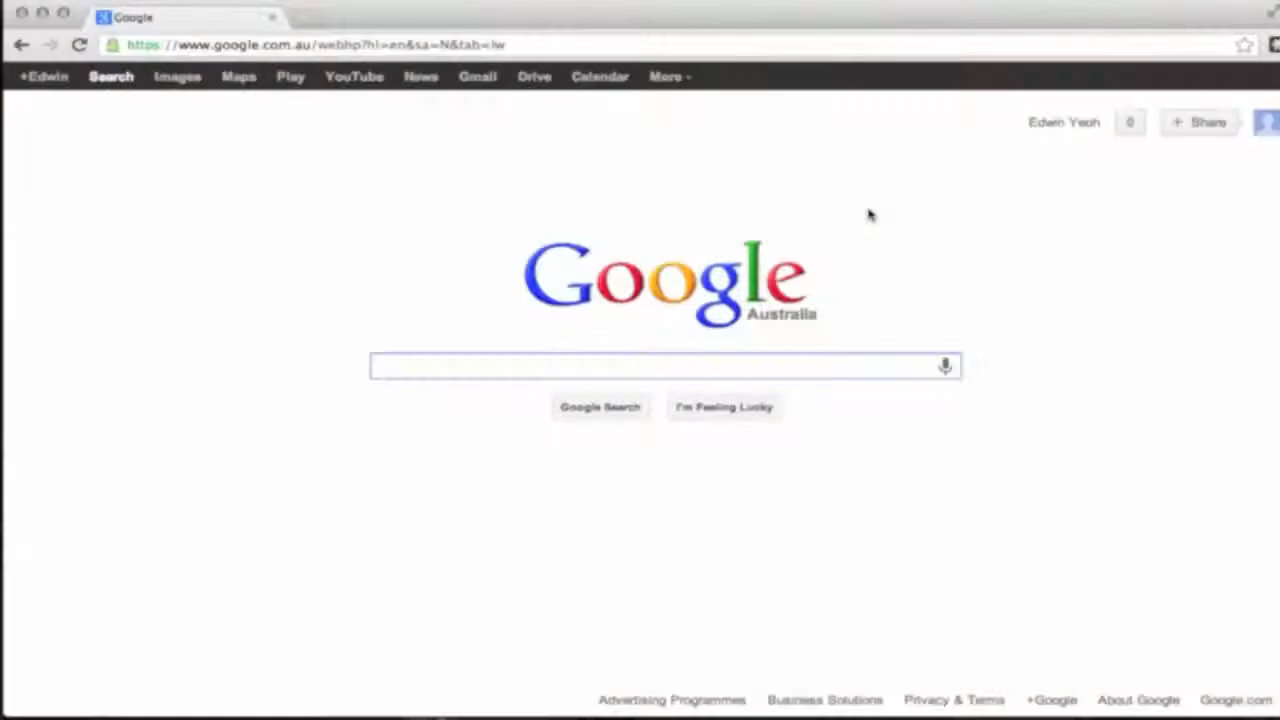 Google
https://www.google.com.au/webhp?hl=en&sa=N&tab=iw
+Edwin Search Images Maps Play YouTube News Gmail Drive Calendar More
Edwin Yeoh 0 + Share
Google
Australia
Google Search I'm Feeling Lucky
Advertising Programmes Business Solutions Privacy & Terms +Google About Google Google.com